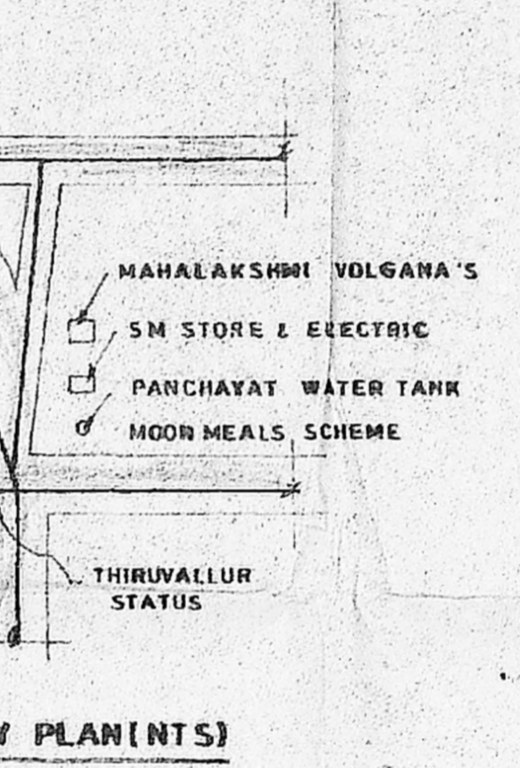 MAHALAKSHMI VOLGANA'S
SM STORE & ELECTRIC
PANCHAYAT WATER TANK
MOON MEALS SCHEME
THIRUVALLUR
STATUS
Y PLAN(NTS)